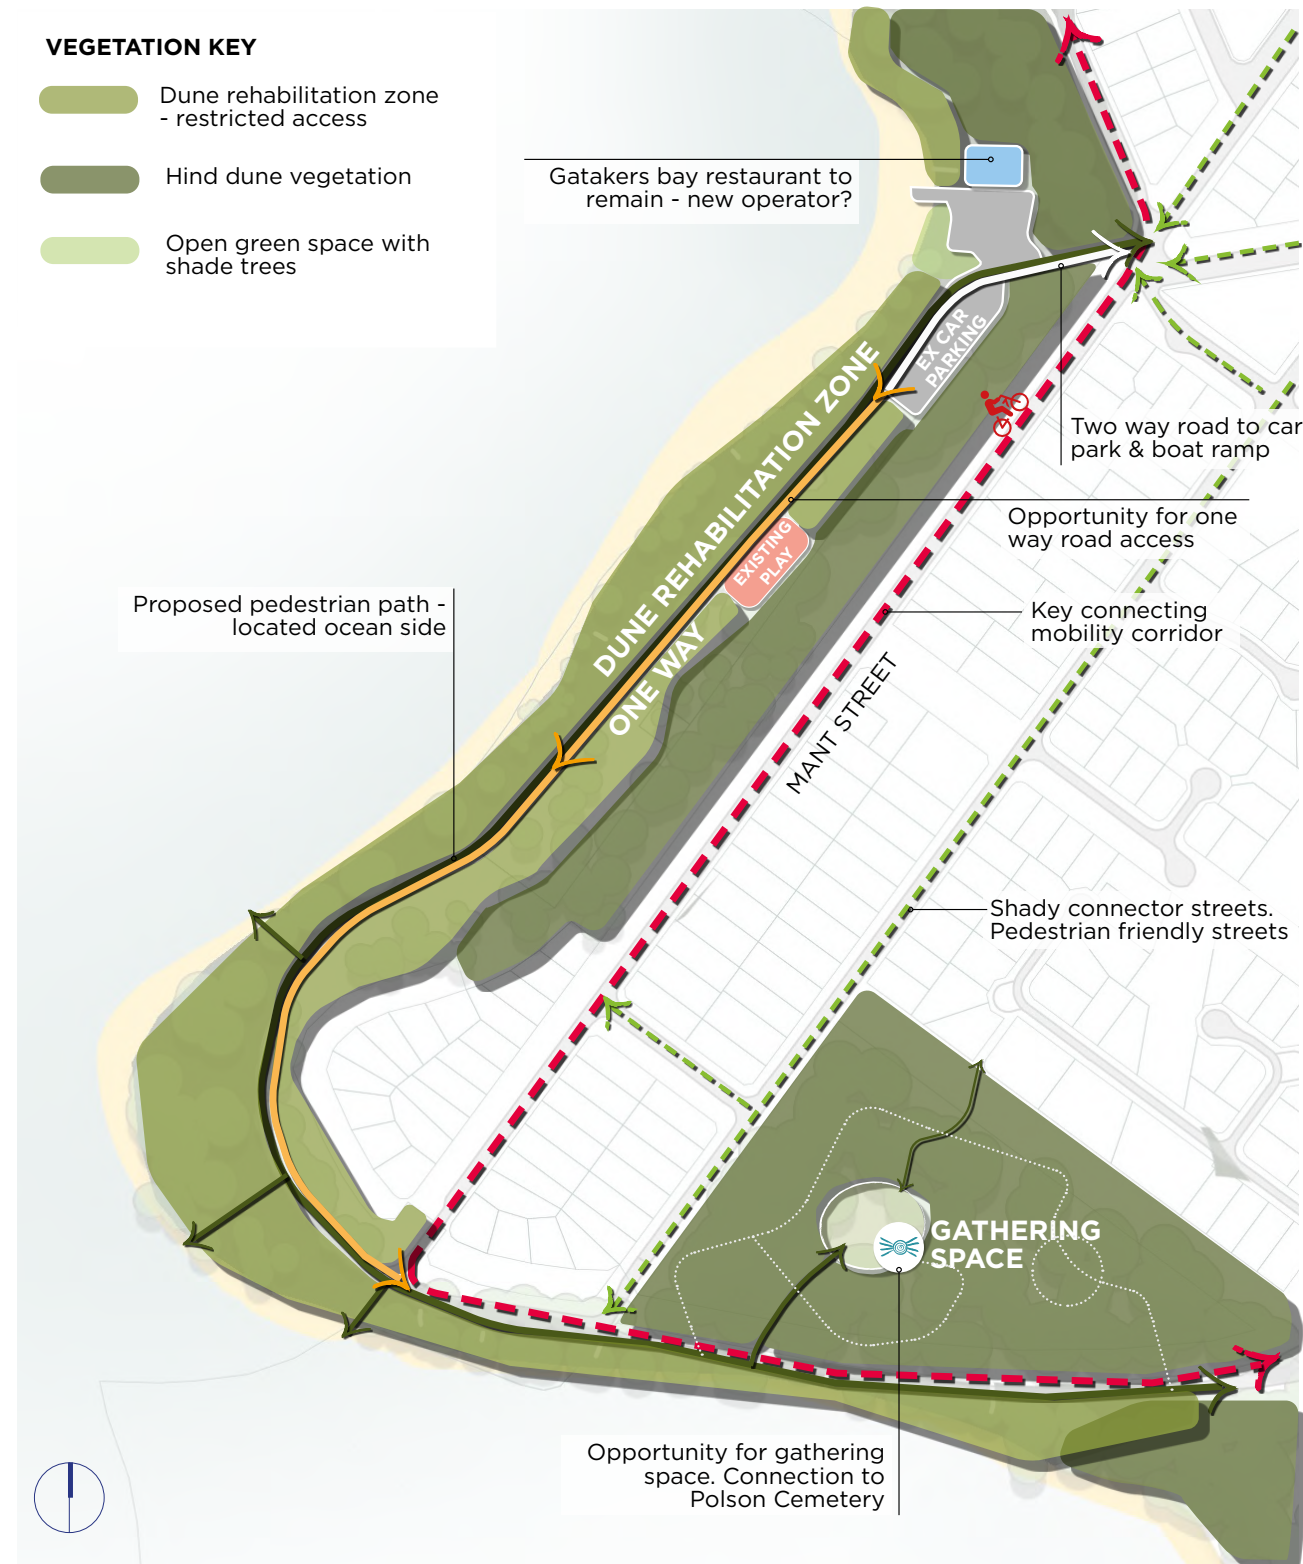 VEGETATION KEY
Dune rehabilitation zone
- restricted access
Hind dune vegetation
Open green space with
shade trees
Gatakers bay restaurant to
remain - new operator?
EX CAR
PARKING
Two way road to car
park & boat ramp
Opportunity for one
way road access
EXISTING
PLAY
DUNE REHABILITATION ZONE
ONE WAY
Proposed pedestrian path -
located ocean side
Key connecting
mobility corridor
MANT STREET
Shady connector streets.
Pedestrian friendly streets
GATHERING
SPACE
Opportunity for gathering
space. Connection to
Polson Cemetery